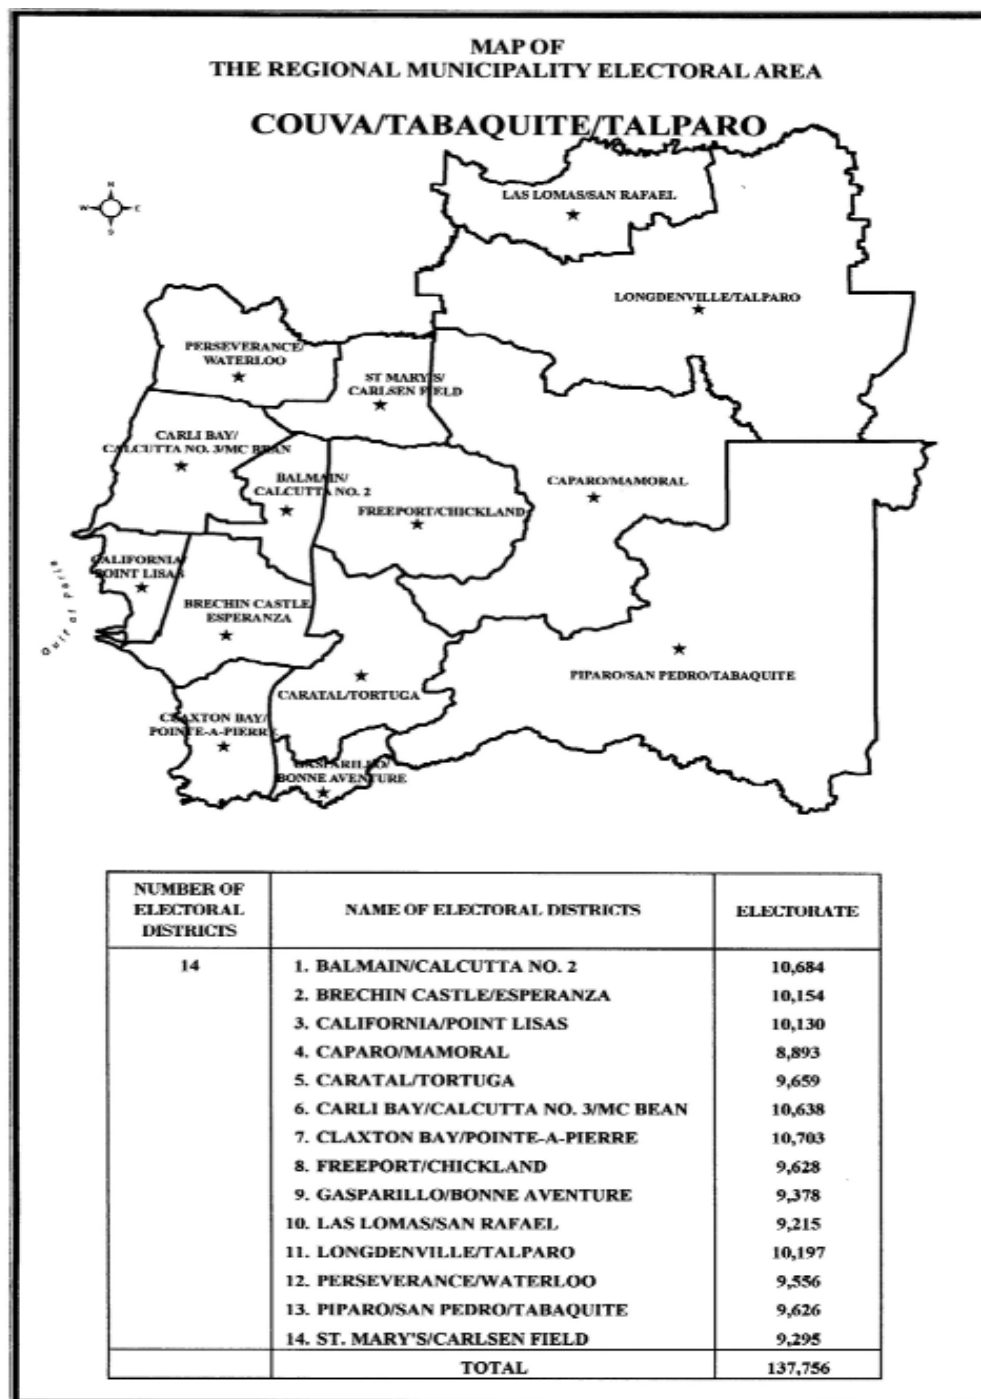 MAP OF
THE REGIONAL MUNICIPALITY ELECTORAL AREA
COUVA/TABAQUITE/TALPARO
N
W E
S
LAS LOMAS/SAN RAFAEL
LONGDENVILLE/TALPARO
PERSEVERANCE/
WATERLOO
ST MARY'S/
CARLSEN FIELD
CARLI BAY/
CALCUTTA NO. 3/MC BEAN
BALMAIN/
CALCUTTA NO. 2
CAPARO/MAMORAL
FREEPORT/CHICKLAND
CALIFORNIA/
POINT LISAS
Gulf of Paria
BRECHIN CASTLE/
ESPERANZA
PIPARO/SAN PEDRO/TABAQUITE
CARATAL/TORTUGA
CLAXTON BAY/
POINTE-A-PIERRE
GASPARILLO/
BONNE AVENTURE
NUMBER OF
ELECTORAL
DISTRICTS
NAME OF ELECTORAL DISTRICTS
ELECTORATE
14
1. BALMAIN/CALCUTTA NO. 2 10,684
2. BRECHIN CASTLE/ESPERANZA 10,154
3. CALIFORNIA/POINT LISAS 10,130
4. CAPARO/MAMORAL 8,893
5. CARATAL/TORTUGA 9,659
6. CARLI BAY/CALCUTTA NO. 3/MC BEAN 10,638
7. CLAXTON BAY/POINTE-A-PIERRE 10,703
8. FREEPORT/CHICKLAND 9,628
9. GASPARILLO/BONNE AVENTURE 9,378
10. LAS LOMAS/SAN RAFAEL 9,215
11. LONGDENVILLE/TALPARO 10,197
12. PERSEVERANCE/WATERLOO 9,556
13. PIPARO/SAN PEDRO/TABAQUITE 9,626
14. ST. MARY'S/CARLSEN FIELD 9,295
TOTAL 137,756